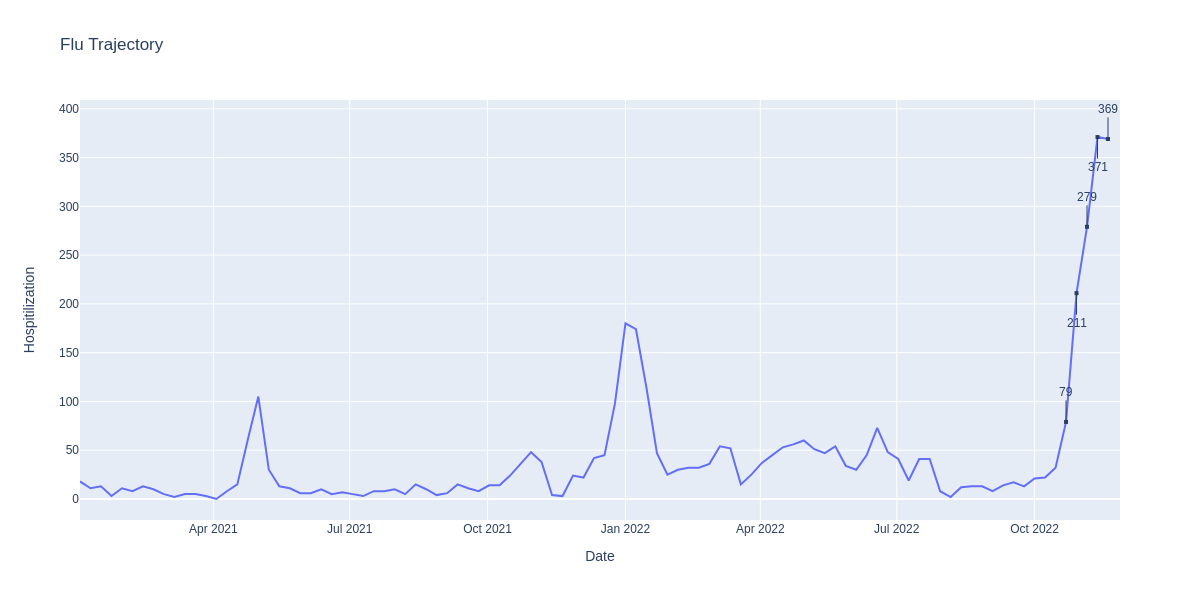 Flu Trajectory
400
350
300
250
200
150
100
50
0
Hospitilization
369
371
279
211
79
Apr 2021
Jul 2021
Oct 2021
Jan 2022
Apr 2022
Jul 2022
Oct 2022
Date